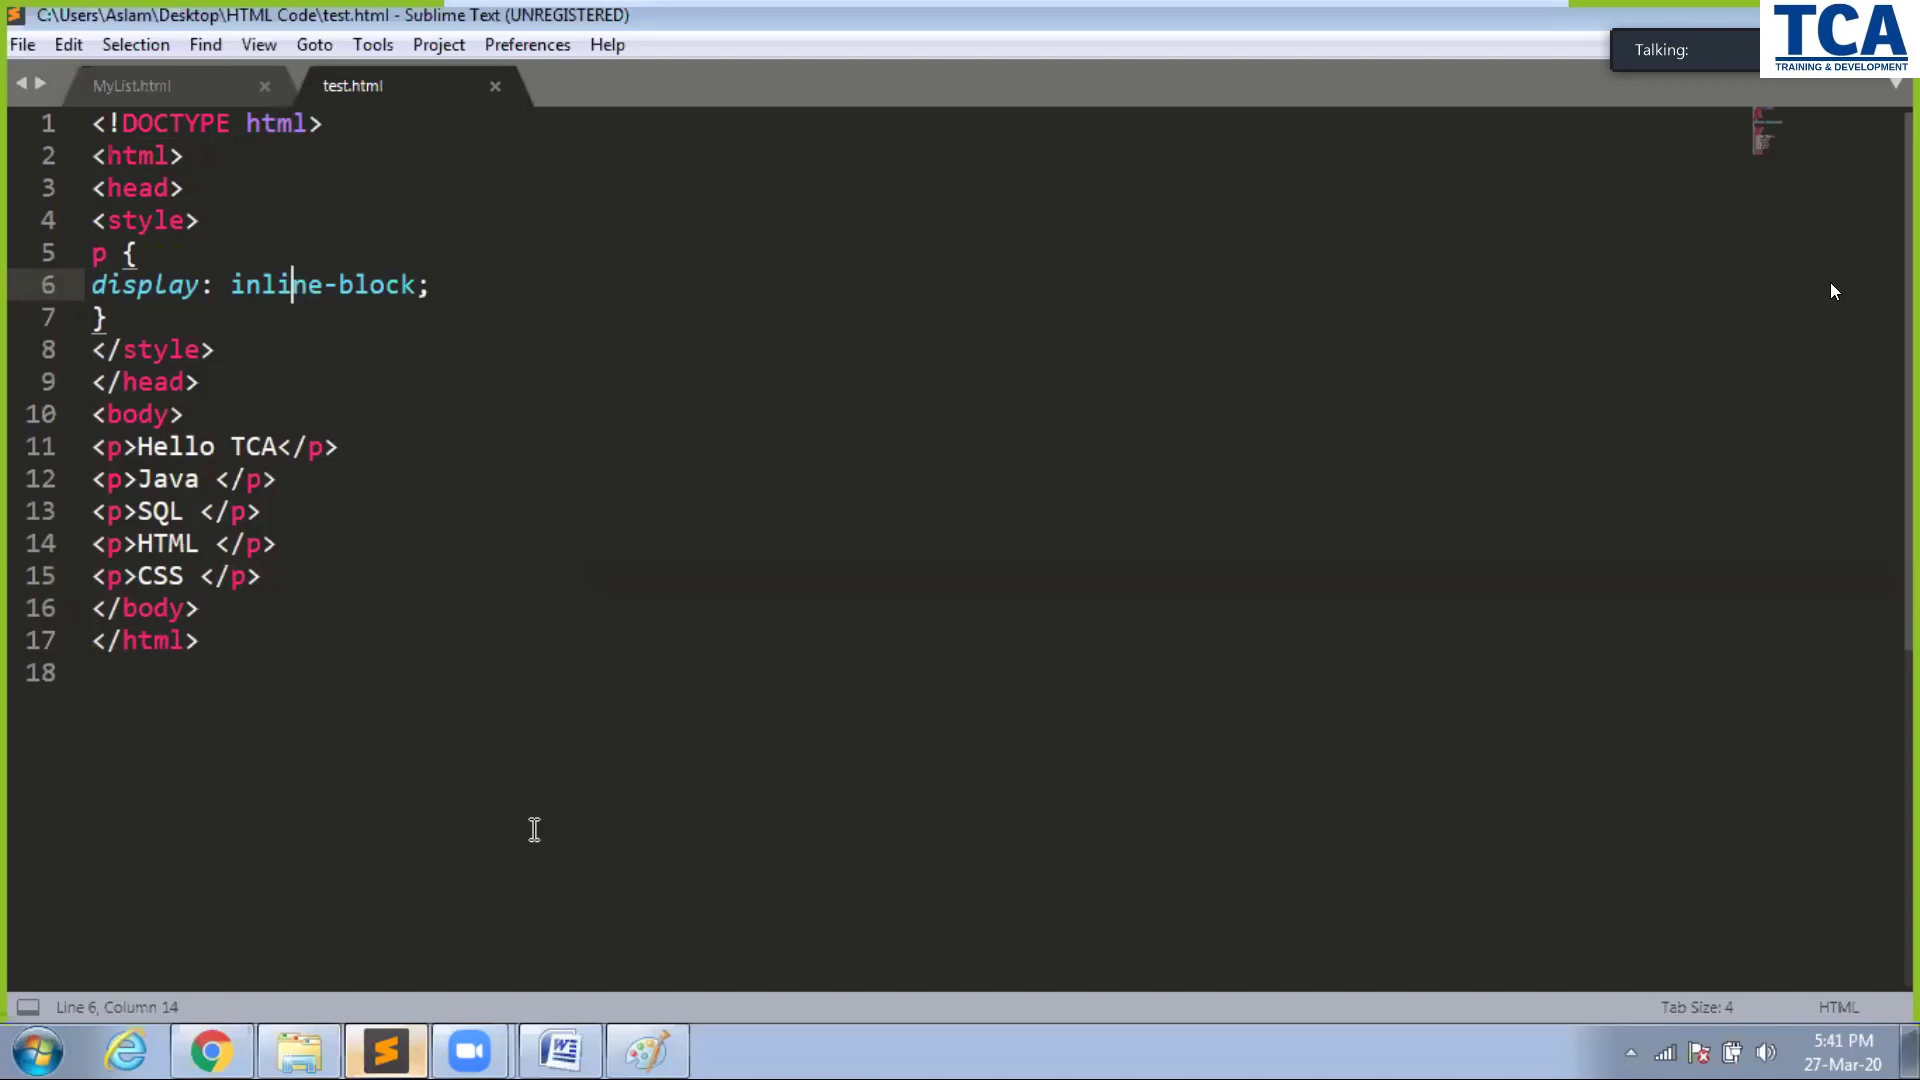 C:\Users\Aslam\Desktop\HTML Code\test.html - Sublime Text (UNREGISTERED)
File Edit Selection Find View Goto Tools Project Preferences Help
Talking:
TCA
TRAINING & DEVELOPMENT
MyList.html
test.html
1 <!DOCTYPE html>
2 <html>
3 <head>
4 <style>
5 p {
6 display: inline-block;
7 }
8 </style>
9 </head>
10 <body>
11 <p>Hello TCA</p>
12 <p>Java </p>
13 <p>SQL </p>
14 <p>HTML </p>
15 <p>CSS </p>
16 </body>
17 </html>
18
Line 6, Column 14
Tab Size: 4
HTML
5:41 PM
27-Mar-20